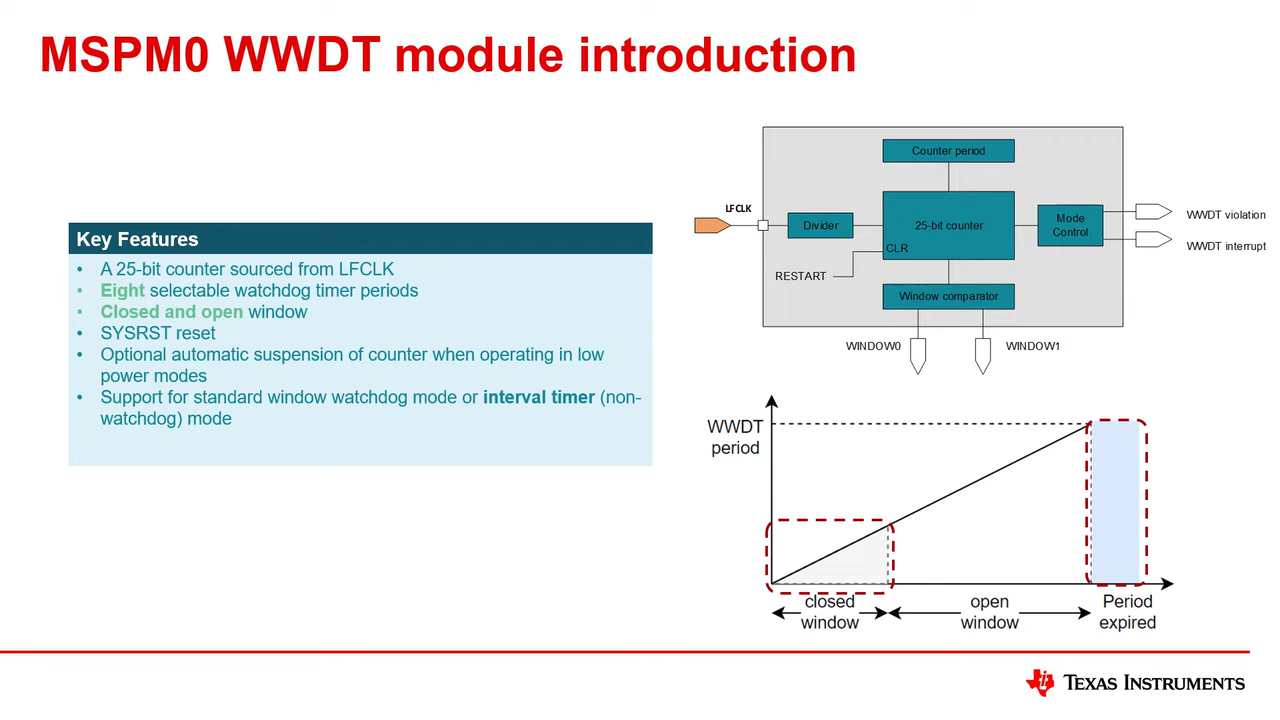 MSPM0 WWDT module introduction
Key Features
• A 25-bit counter sourced from LFCLK
• Eight selectable watchdog timer periods
• Closed and open window
• SYSRST reset
• Optional automatic suspension of counter when operating in low
power modes
• Support for standard window watchdog mode or interval timer (non-
watchdog) mode
Counter period
LFCLK
Divider
25-bit counter
CLR
Mode
Control
WWDT violation
WWDT interrupt
RESTART
Window comparator
WINDOW0
WINDOW1
WWDT
period
closed
window
open
window
Period
expired
TEXAS INSTRUMENTS